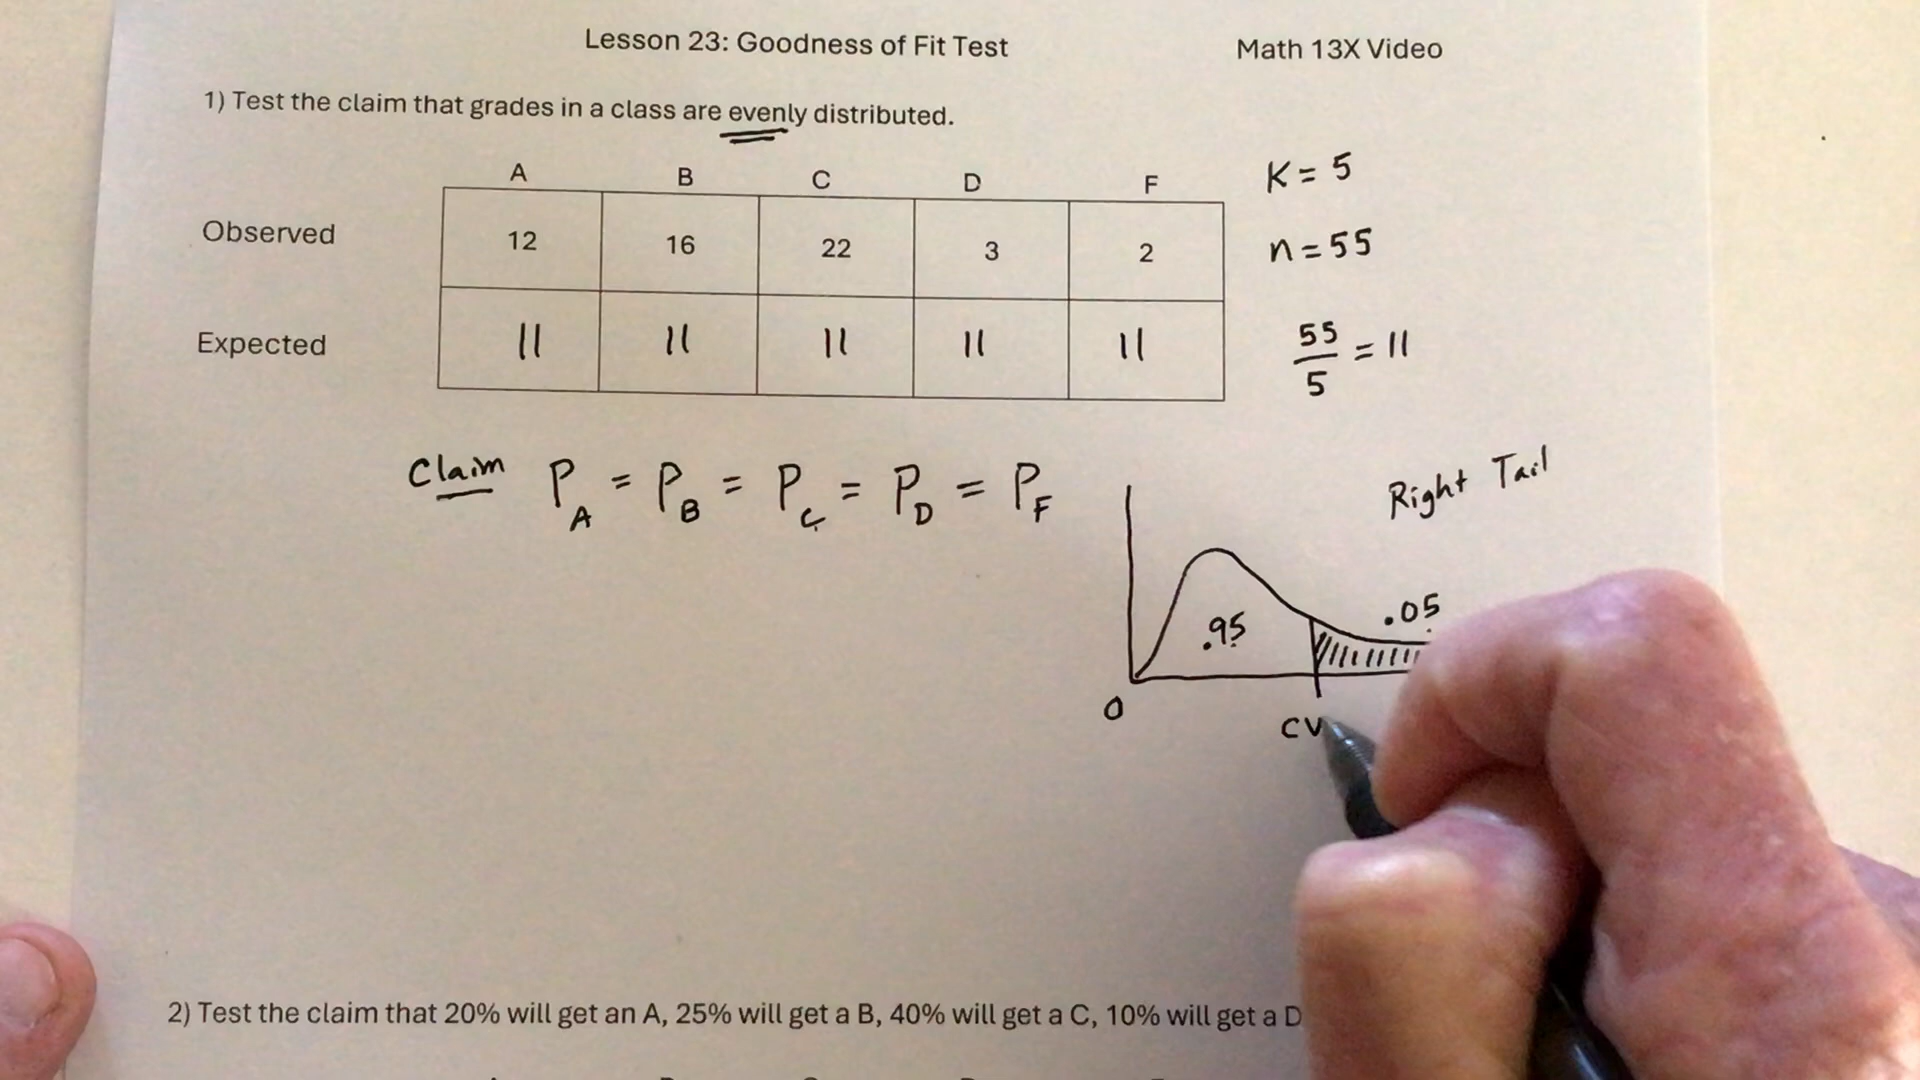 Lesson 23: Goodness of Fit Test Math 13X Video
1) Test the claim that grades in a class are evenly distributed.
A B C D F
Observed 12 16 22 3 2
Expected 11 11 11 11 11
K = 5
n = 55
55/5 = 11
Claim P_A = P_B = P_C = P_D = P_F
Right Tail
.95 .05
0 CV
2) Test the claim that 20% will get an A, 25% will get a B, 40% will get a C, 10% will get a D